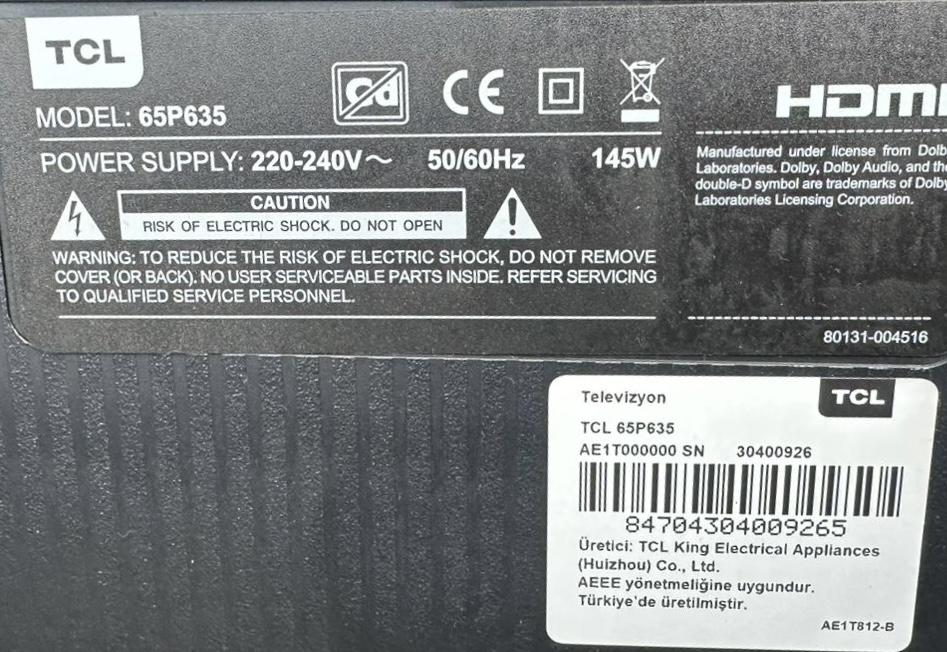 TCL
MODEL: 65P635
Cd
CE
POWER SUPPLY: 220-240V~ 50/60Hz 145W
CAUTION
RISK OF ELECTRIC SHOCK. DO NOT OPEN
WARNING: TO REDUCE THE RISK OF ELECTRIC SHOCK, DO NOT REMOVE
COVER (OR BACK). NO USER SERVICEABLE PARTS INSIDE. REFER SERVICING
TO QUALIFIED SERVICE PERSONNEL.
HDMI
Manufactured under license from Dolb
Laboratories. Dolby, Dolby Audio, and the
double-D symbol are trademarks of Dolby
Laboratories Licensing Corporation.
80131-004516
Televizyon
TCL
TCL 65P635
AE1T000000 SN 30400926
84704304009265
Üretici: TCL King Electrical Appliances
(Huizhou) Co., Ltd.
AEEE yönetmeliğine uygundur.
Türkiye'de üretilmiştir.
AE1T812-B